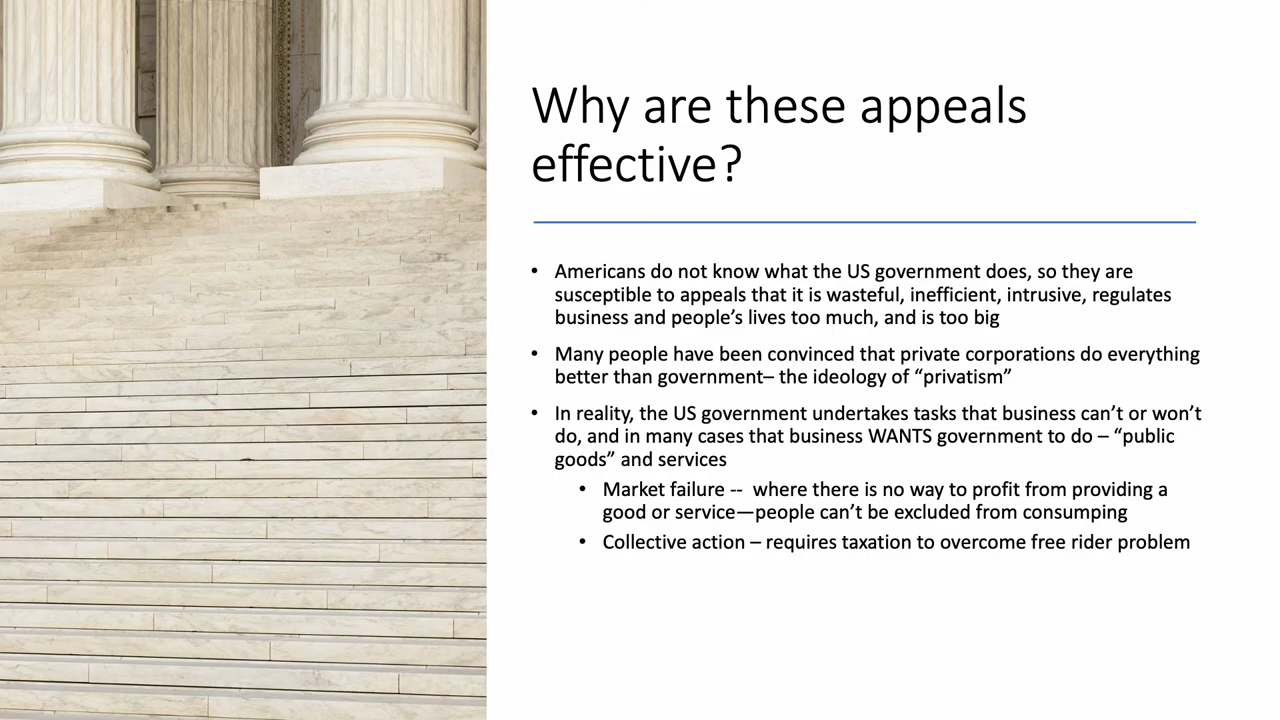 Why are these appeals
effective?
• Americans do not know what the US government does, so they are
susceptible to appeals that it is wasteful, inefficient, intrusive, regulates
business and people’s lives too much, and is too big
• Many people have been convinced that private corporations do everything
better than government– the ideology of “privatism”
• In reality, the US government undertakes tasks that business can’t or won’t
do, and in many cases that business WANTS government to do – “public
goods” and services
• Market failure -- where there is no way to profit from providing a
good or service—people can’t be excluded from consumping
• Collective action – requires taxation to overcome free rider problem